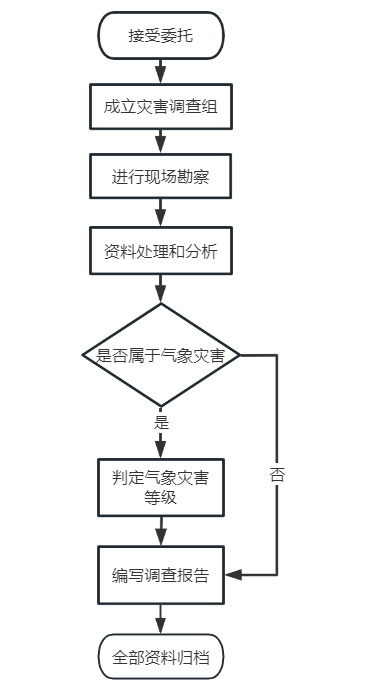 接受委托
成立灾害调查组
进行现场勘察
资料处理和分析
是否属于气象灾害
是
判定气象灾害
等级
否
编写调查报告
全部资料归档